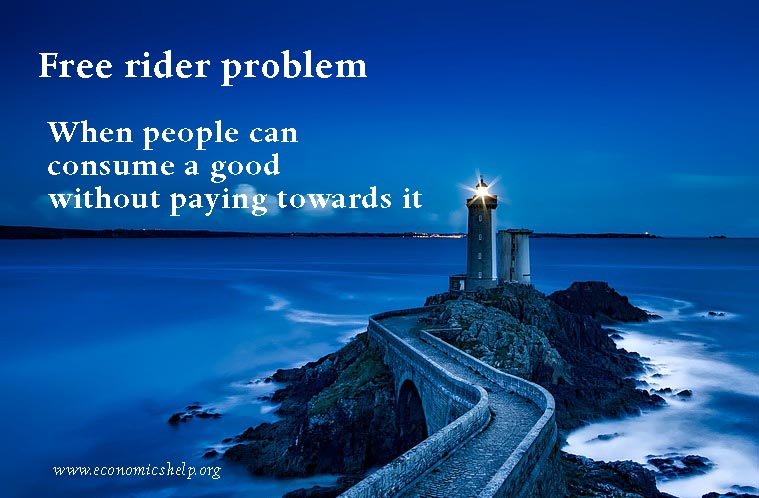 Free rider problem
When people can
consume a good
without paying towards it
www.economicshelp.org